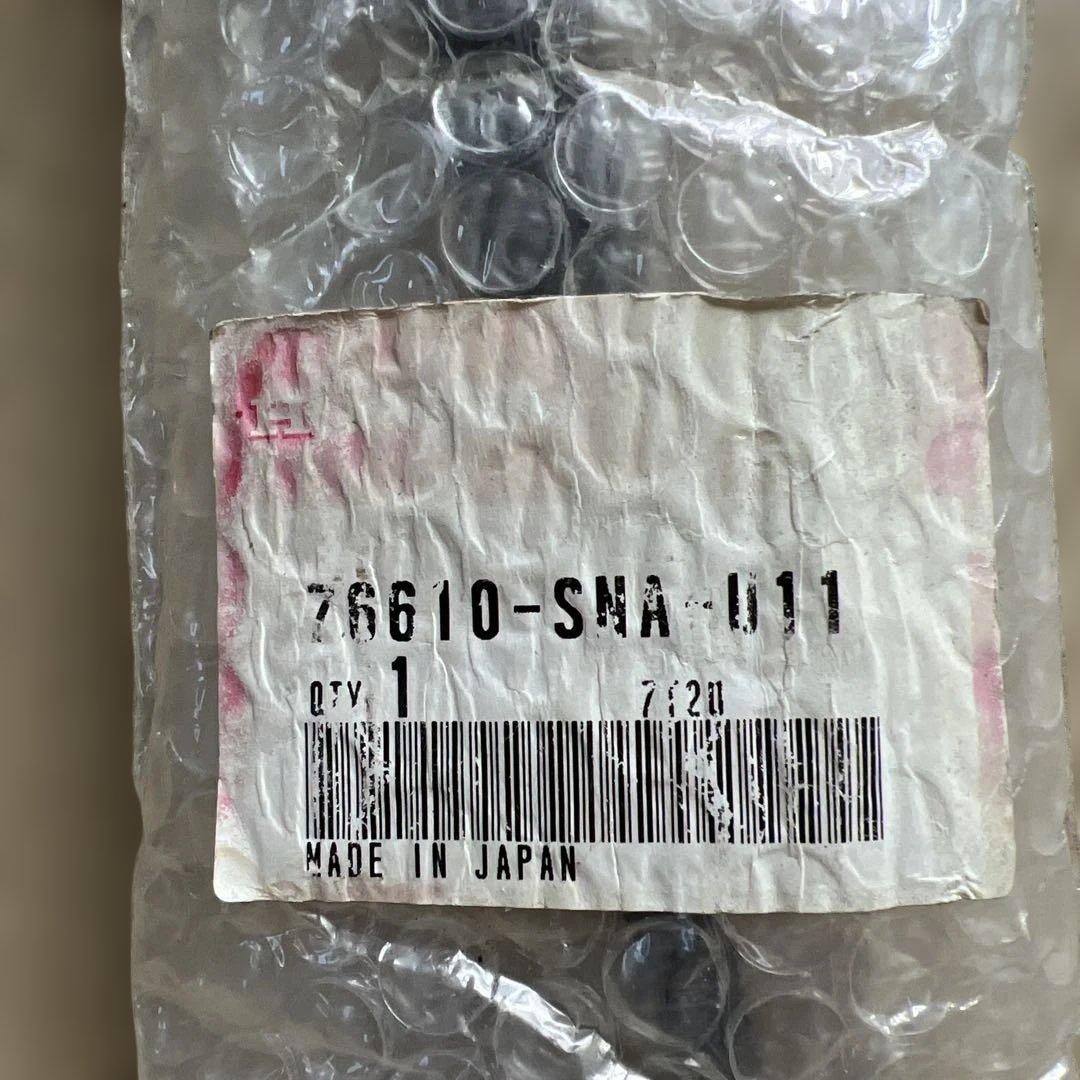 H
76610-SNA-U11
QTY 1 7120
MADE IN JAPAN